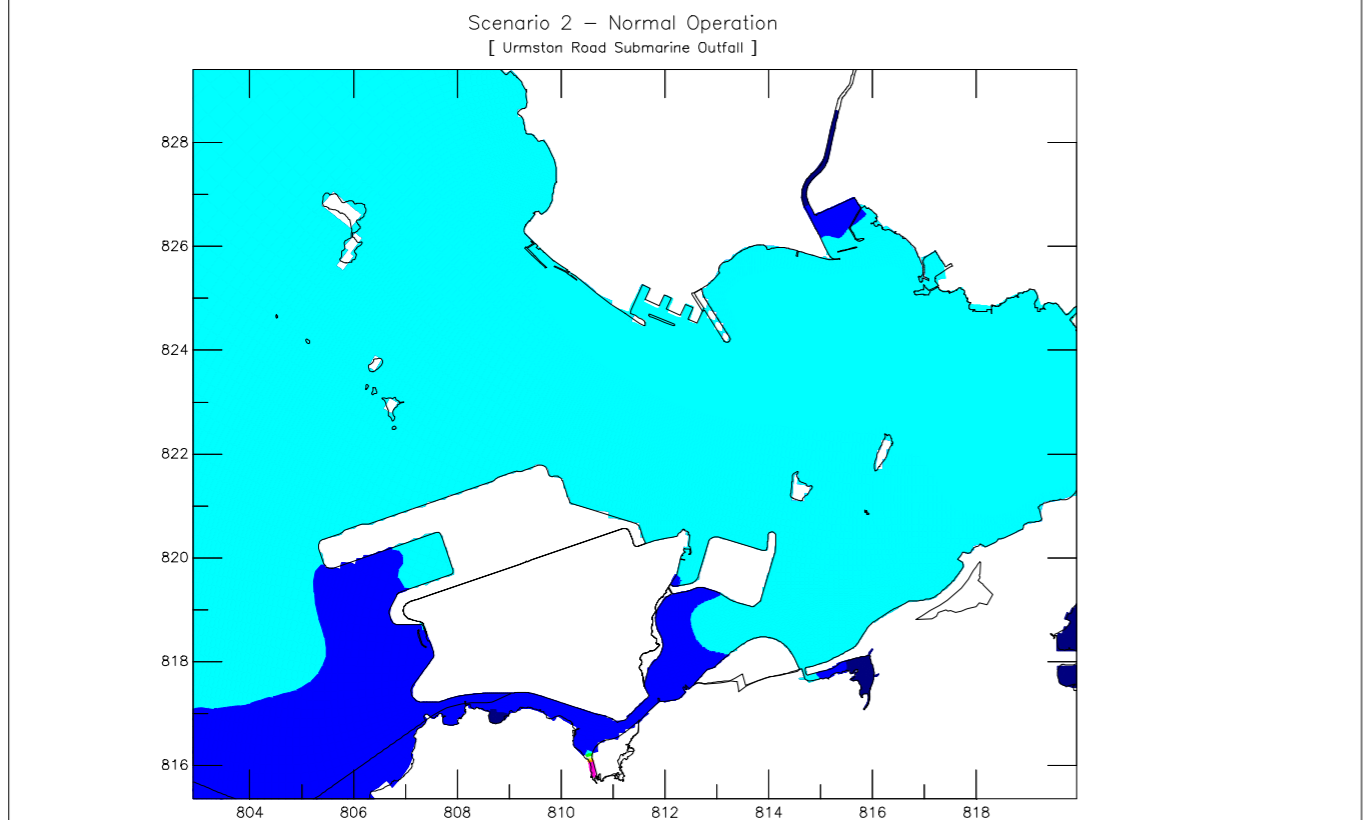 Scenario 2 – Normal Operation
[ Urmston Road Submarine Outfall ]
828
826
824
822
820
818
816
804 806 808 810 812 814 816 818